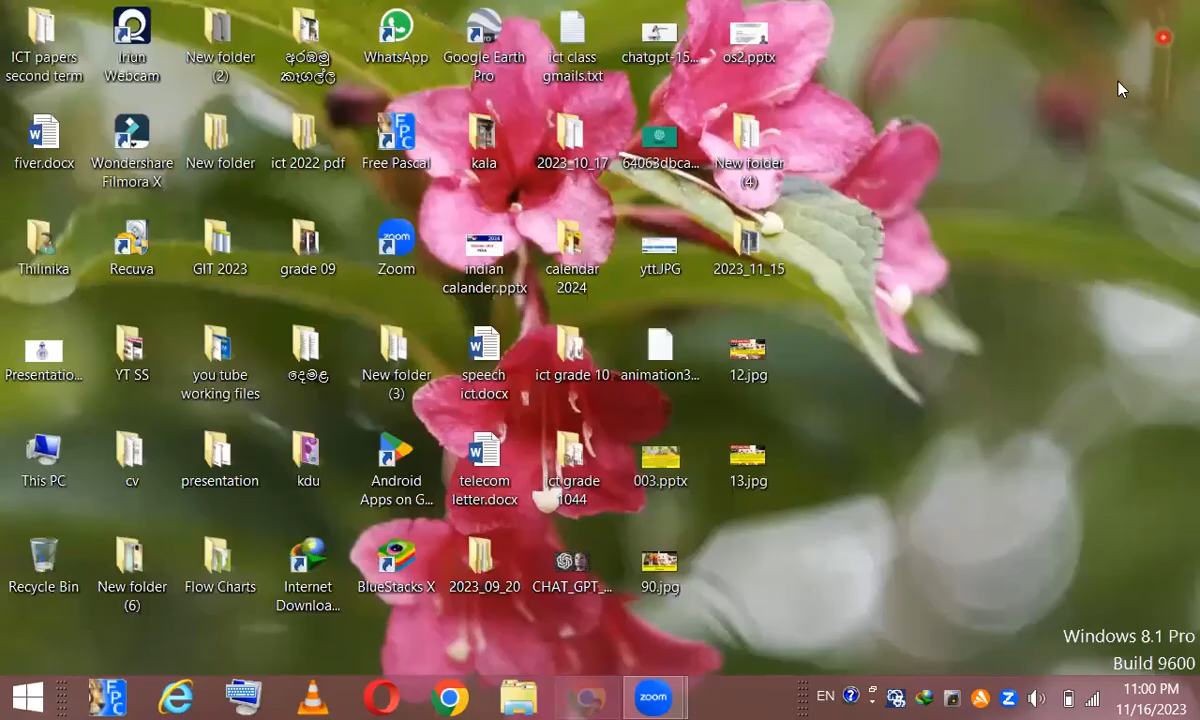 ICT papers
second term
Iriun
Webcam
New folder
(2)
අරඹමු
කෑගල්ල
WhatsApp
Google Earth
Pro
ict class
gmails.txt
chatgpt-15...
os2.pptx
fiver.docx
Wondershare
Filmora X
New folder
ict 2022 pdf
Free Pascal
kala
2023_10_17
64063dbca...
New folder
(4)
Thilinika
Recuva
GIT 2023
grade 09
Zoom
indian
calander.pptx
calendar
2024
ytt.JPG
2023_11_15
Presentatio...
YT SS
you tube
working files
දෙමළ
New folder
(3)
speech
ict.docx
ict grade 10
animation3...
12.jpg
This PC
cv
presentation
kdu
Android
Apps on G...
telecom
letter.docx
ict grade
1044
003.pptx
13.jpg
Recycle Bin
New folder
(6)
Flow Charts
Internet
Downloa...
BlueStacks X
2023_09_20
CHAT_GPT_...
90.jpg
Windows 8.1 Pro
Build 9600
zoom
EN
11:00 PM
11/16/2023